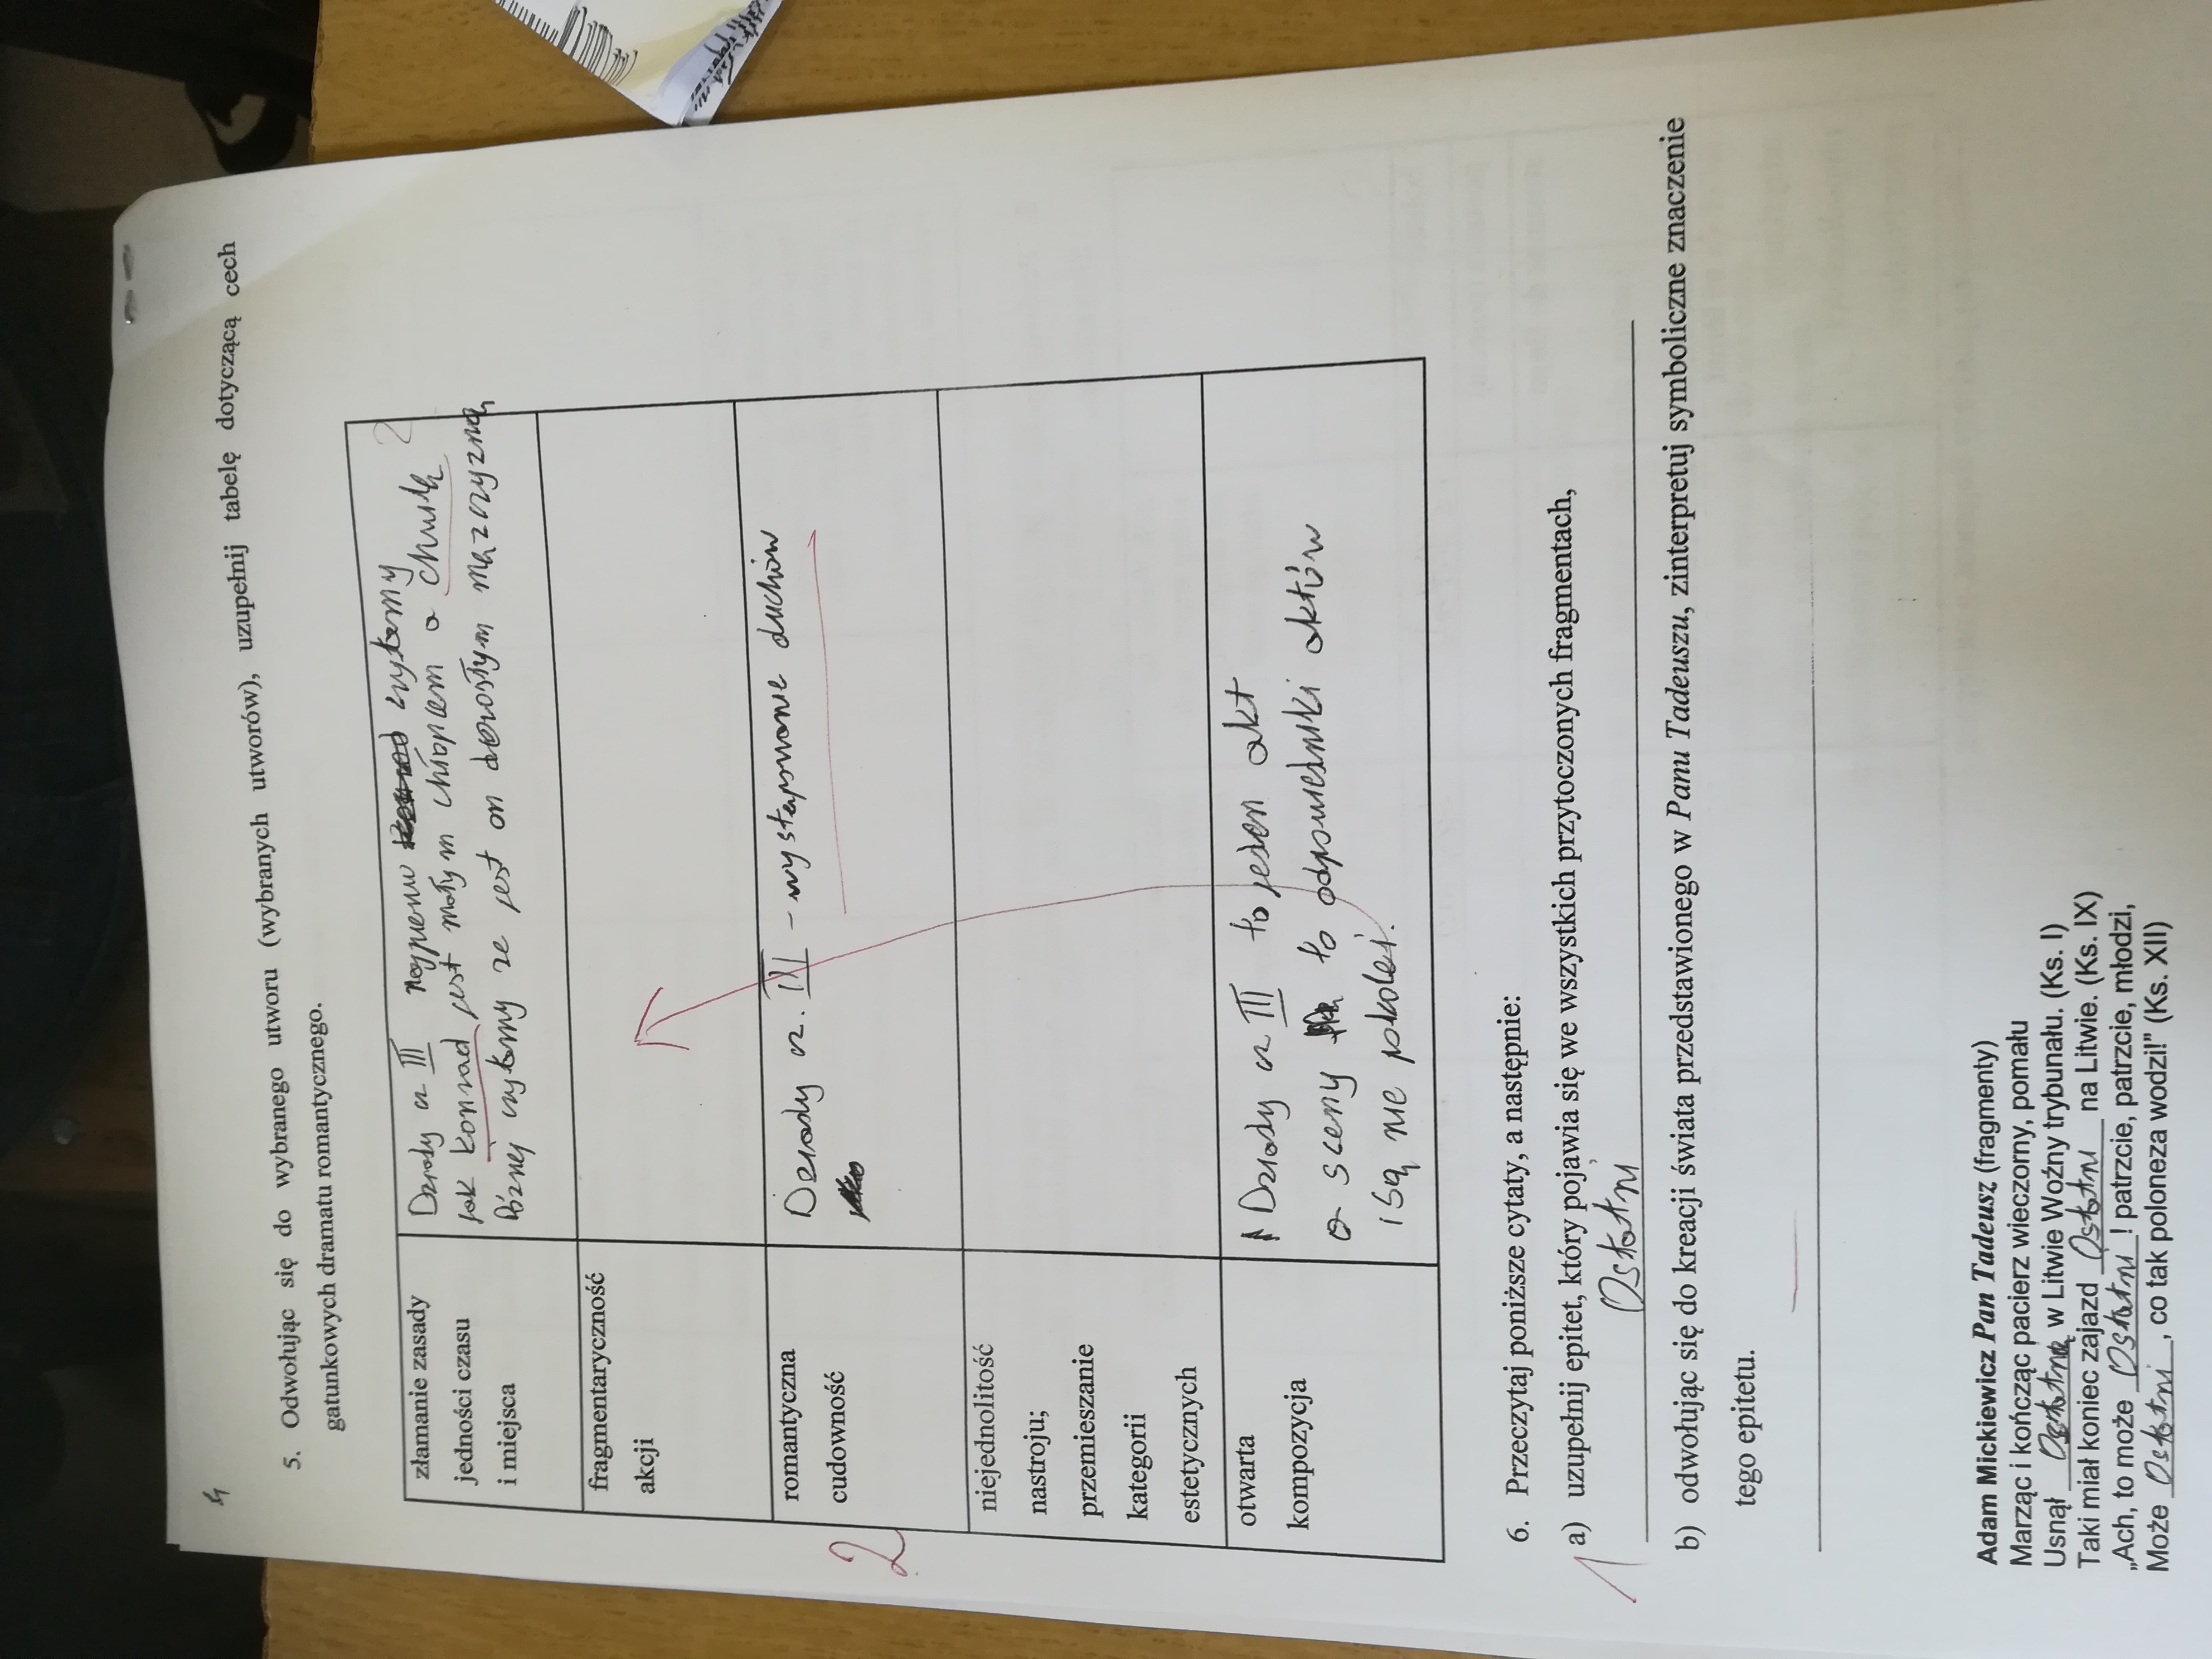 4
5. Odwołując się do wybranego utworu (wybranych utworów), uzupełnij tabelę dotyczącą cech
gatunkowych dramatu romantycznego.
złamanie zasady
jedności czasu
i miejsca
Dziady cz III Najpierw czytamy
jak Konrad jest małym chłopcem a chwilę
Później czytamy ze jest on dorosłym mężczyzną
2
fragmentaryczność
akcji
romantyczna
cudowność
Dziady cz. III - występowanie duchów
niejednolitość
nastroju;
przemieszanie
kategorii
estetycznych
otwarta
kompozycja
Dziady cz III to jeden akt
a sceny to odpowiedniki aktów
i są nie pokolei.
2
6. Przeczytaj poniższe cytaty, a następnie:
a) uzupełnij epitet, który pojawia się we wszystkich przytoczonych fragmentach,
Ostatni
1
b) odwołując się do kreacji świata przedstawionego w Panu Tadeuszu, zinterpretuj symboliczne znaczenie
tego epitetu.
Adam Mickiewicz Pan Tadeusz (fragmenty)
Marząc i kończąc pacierz wieczorny, pomału
Usnął Ostatnią w Litwie Woźny trybunału. (Ks. I)
Taki miał koniec zajazd Ostatni na Litwie. (Ks. IX)
„Ach, to może Ostatni ! patrzcie, patrzcie, młodzi,
Może Ostatni, co tak poloneza wodzi!” (Ks. XII)